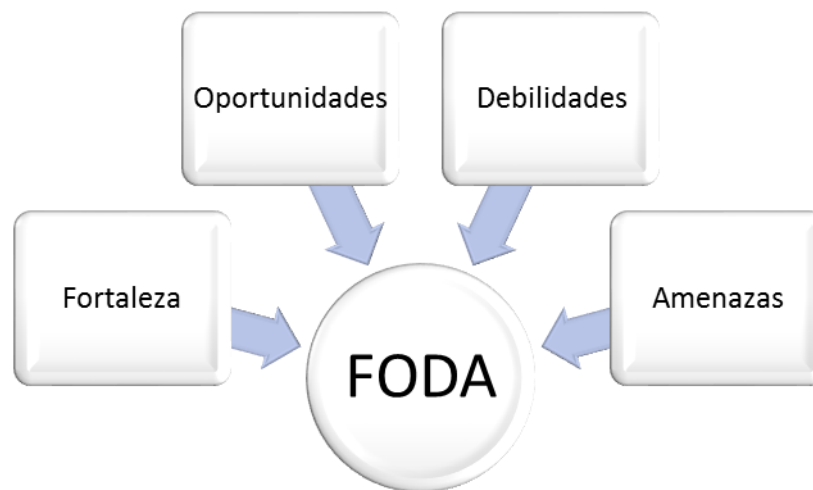 Oportunidades
Debilidades
Fortaleza
Amenazas
FODA